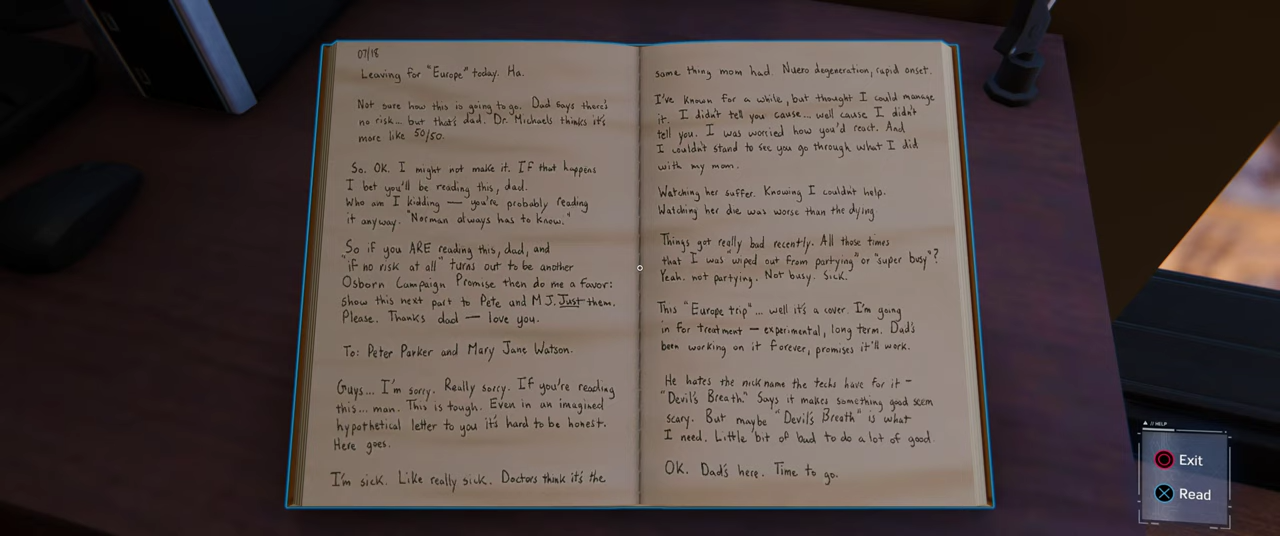 07/18
Leaving for "Europe" today. Ha.
Not sure how this is going to go. Dad says there's
no risk... but that's dad. Dr. Michaels thinks it's
more like 50/50.
So. OK. I might not make it. If that happens
I bet you'll be reading this, dad.
Who am I kidding — you're probably reading
it anyway. "Norman always has to know."
So if you ARE reading this, dad, and
"if no risk at all" turns out to be another
Osborn Campaign Promise then do me a favor:
show this next part to Pete and MJ. Just them.
Please. Thanks dad — love you.
To: Peter Parker and Mary Jane Watson.
Guys... I'm sorry. Really sorry. If you're reading
this... man. This is tough. Even in an imagined
hypothetical letter to you it's hard to be honest.
Here goes.
I'm sick. Like really sick. Doctors think it's the
same thing mom had. Nuero degeneration, rapid onset.
I've known for a while, but thought I could manage
it. I didn't tell you cause... well cause I didn't
tell you. I was worried how you'd react. And
I couldn't stand to see you go through what I did
with my mom.
Watching her suffer. Knowing I couldn't help.
Watching her die was worse than the dying
Things got really bad recently. All those times
that I was "wiped out from partying" or "super busy"?
Yeah. not partying. Not busy. Sick.
This "Europe trip"... well it's a cover. I'm going
in for treatment — experimental, long term. Dad's
been working on it forever, promises it'll work.
He hates the nickname the techs have for it –
"Devil's Breath." Says it makes something good seem
scary. But maybe "Devil's Breath" is what
I need. Little bit of bad to do a lot of good.
OK. Dad's here. Time to go.
// HELP
Exit
Read